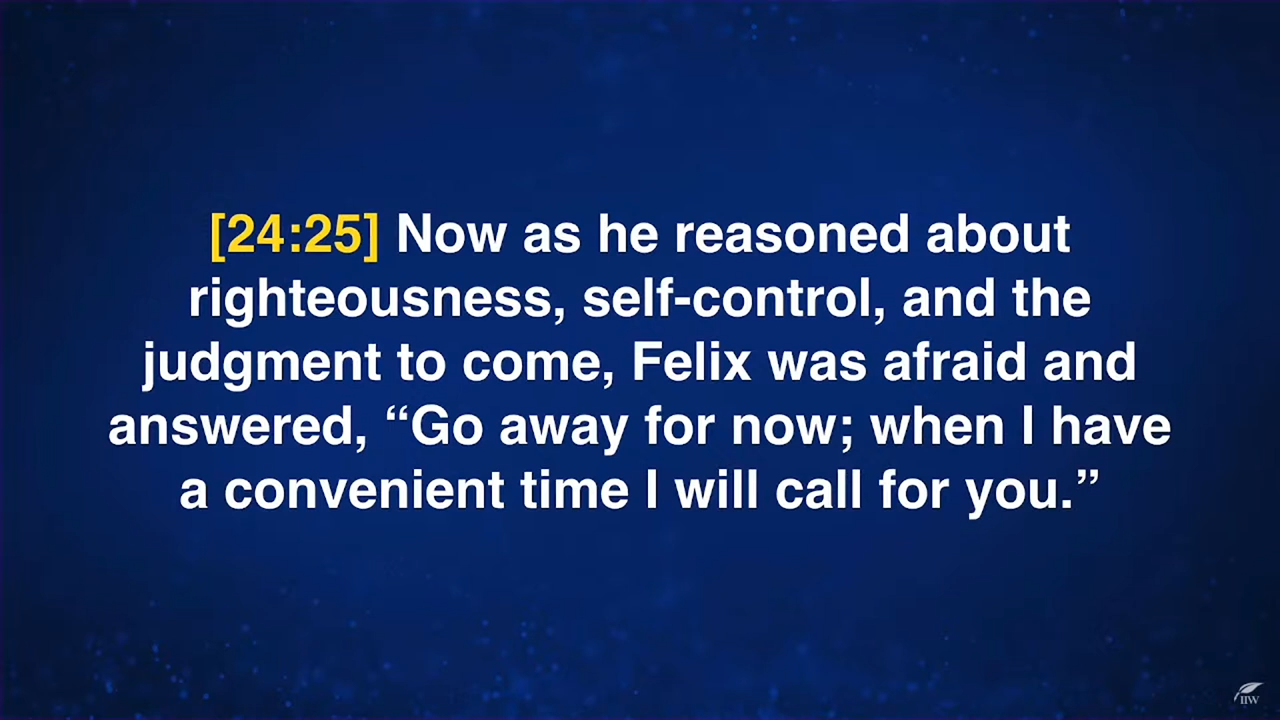 [24:25] Now as he reasoned about
righteousness, self-control, and the
judgment to come, Felix was afraid and
answered, “Go away for now; when I have
a convenient time I will call for you.”
IIW